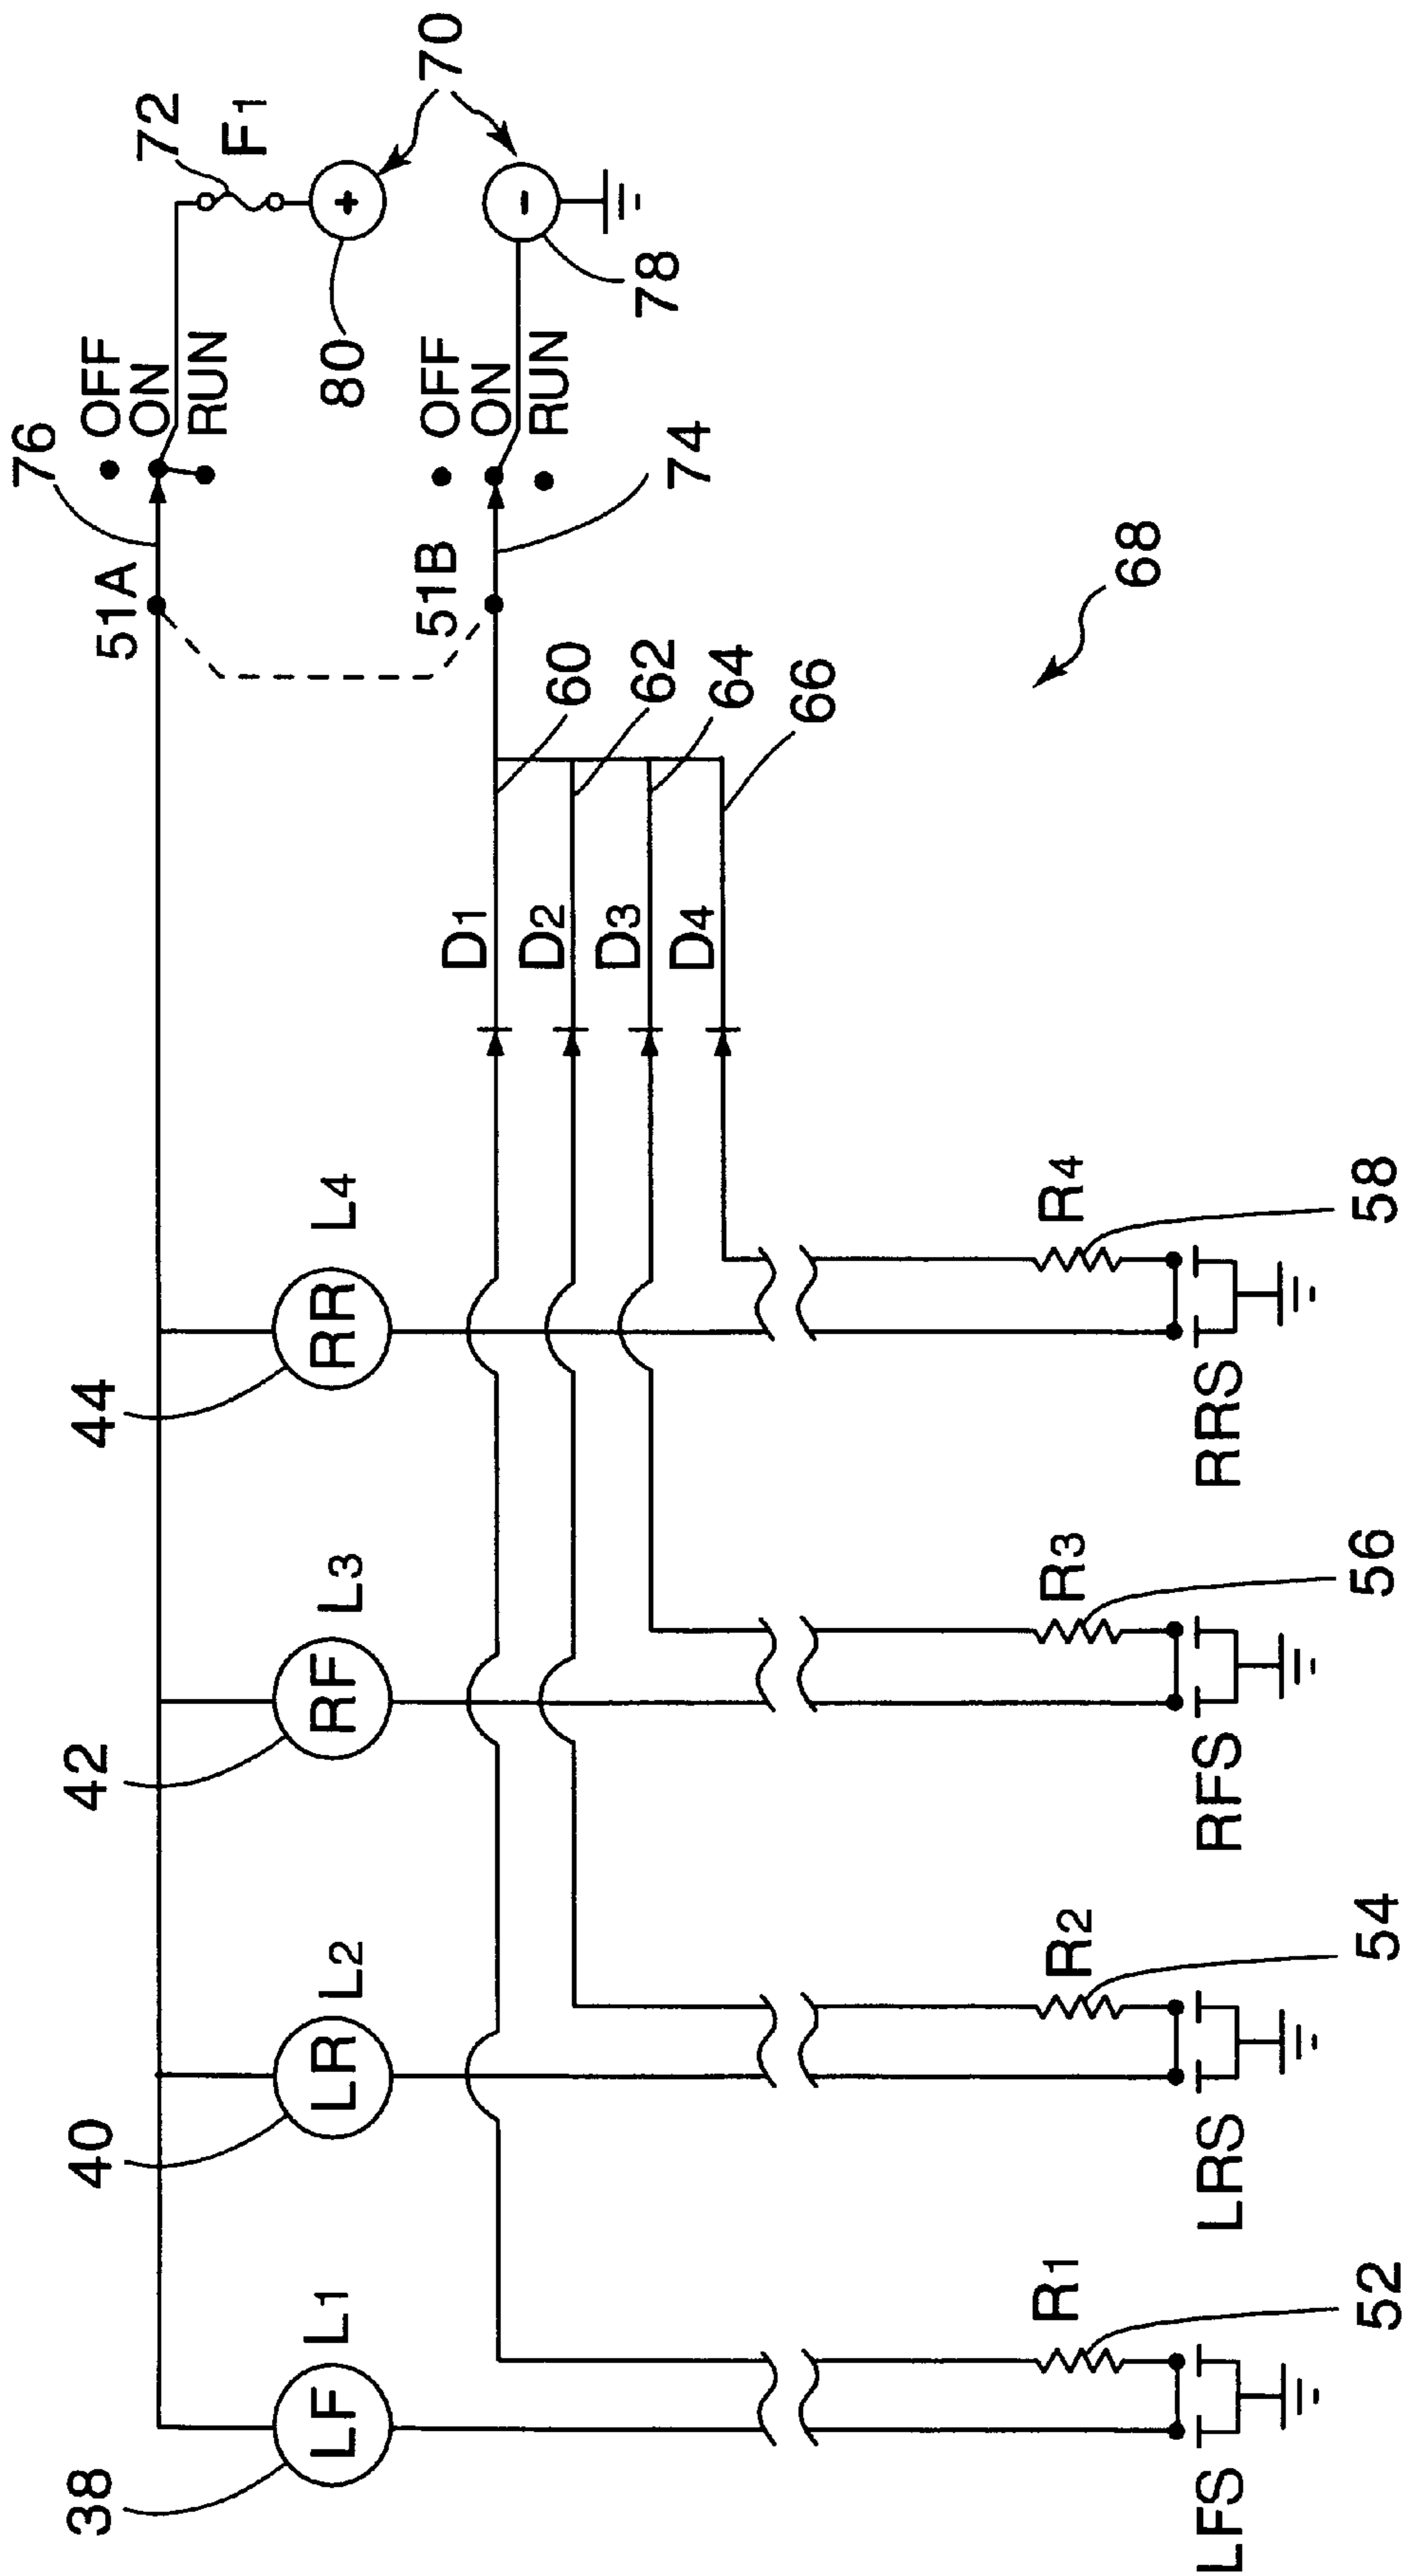 76
72
F1
70
OFF
ON
RUN
80
51A
OFF
ON
RUN
78
51B
74
60
62
64
66
68
D1
D2
D3
D4
44
RR
L4
42
RF
L3
40
LR
L2
38
LF
L1
R4
58
RRS
R3
56
RFS
R2
54
LRS
R1
52
LFS
+
-